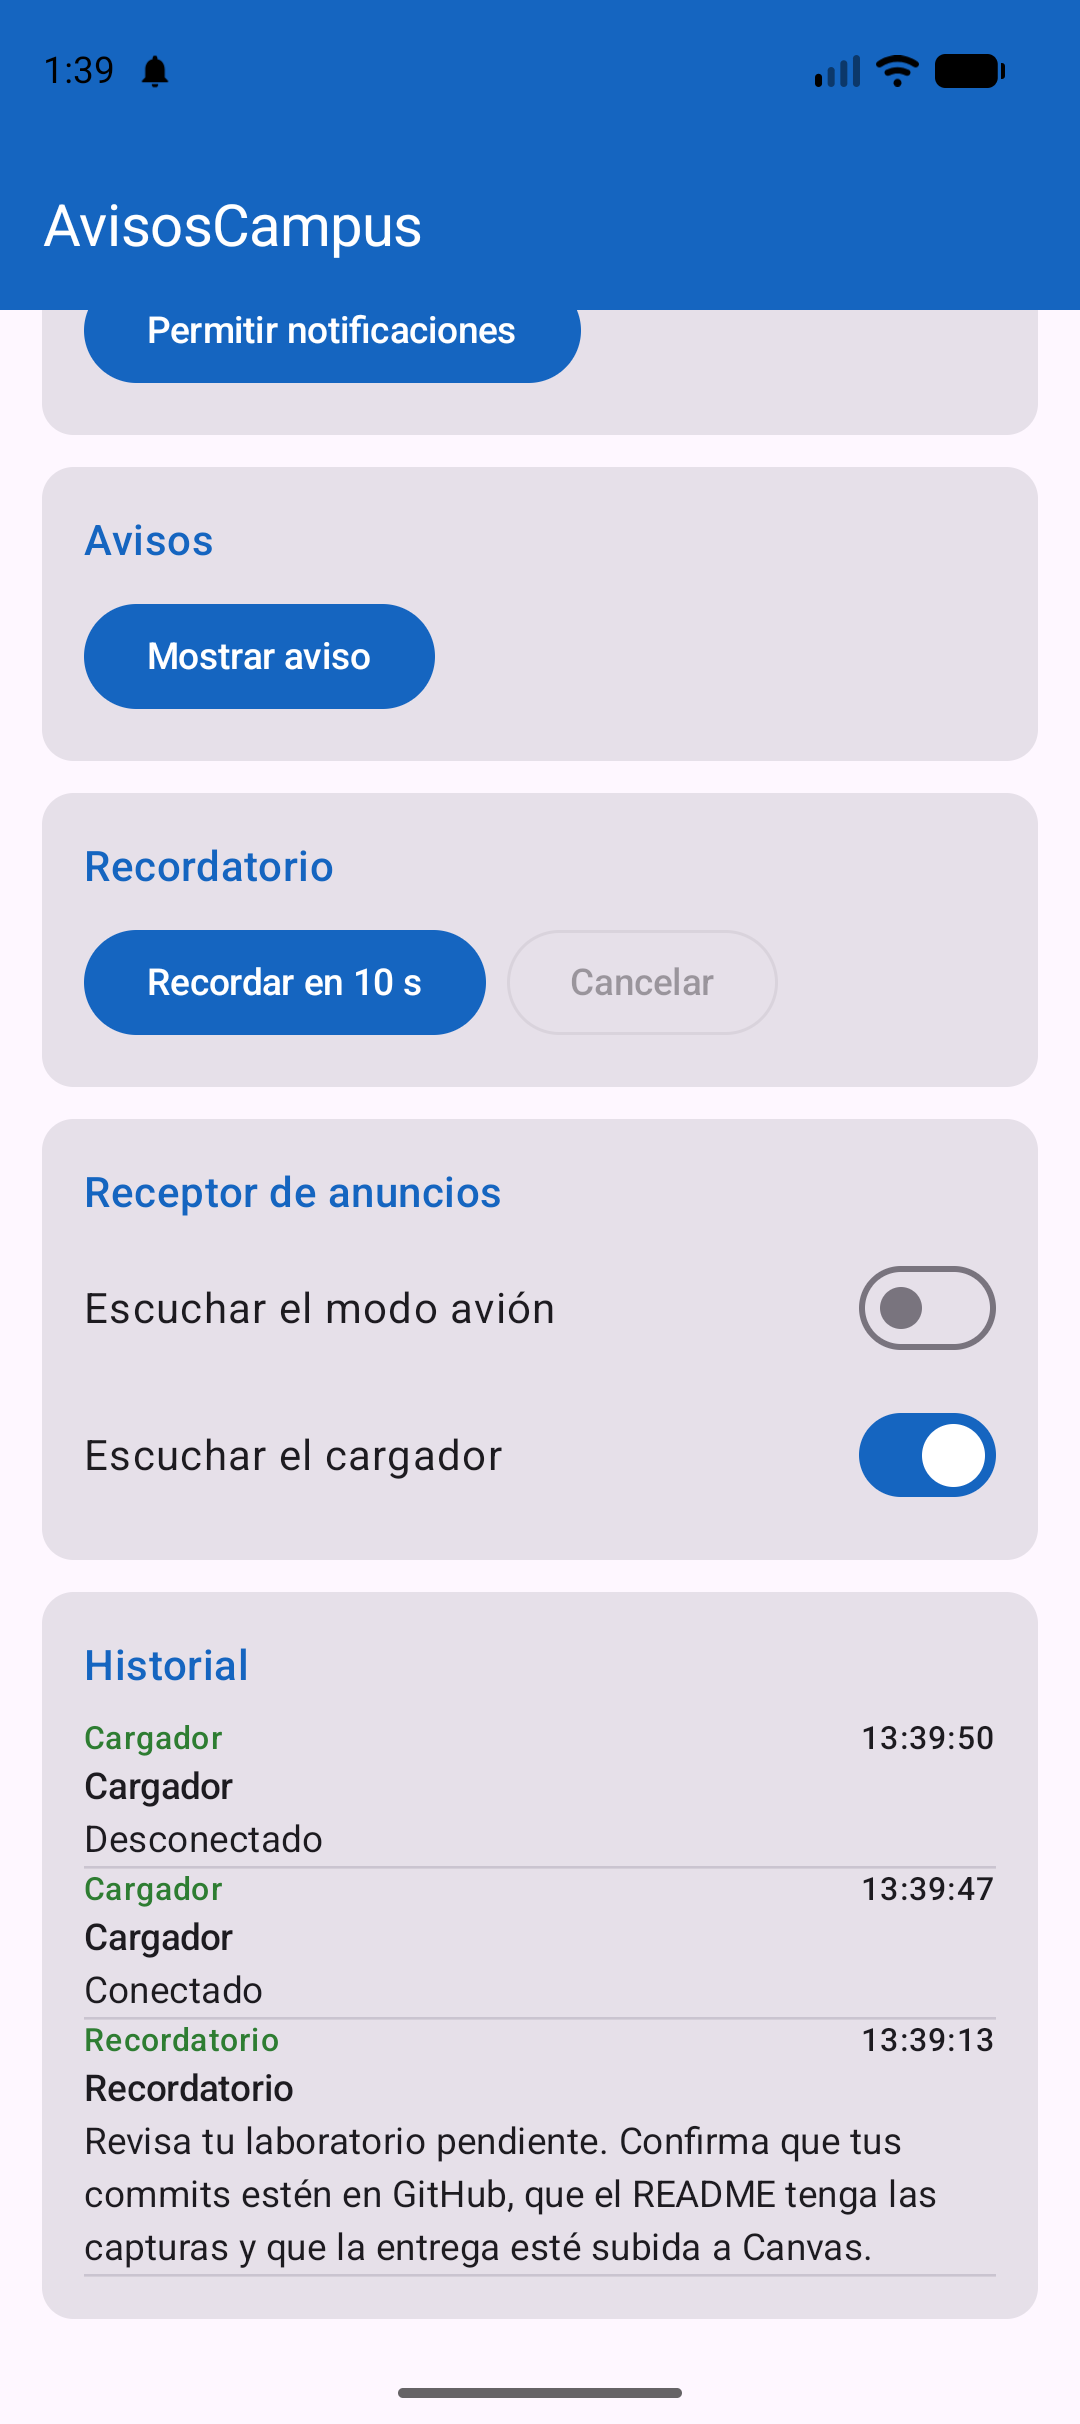 1:39
AvisosCampus
Permitir notificaciones
Avisos
Mostrar aviso
Recordatorio
Recordar en 10 s
Cancelar
Receptor de anuncios
Escuchar el modo avión
Escuchar el cargador
Historial
Cargador 13:39:50
Cargador
Desconectado
Cargador 13:39:47
Cargador
Conectado
Recordatorio 13:39:13
Recordatorio
Revisa tu laboratorio pendiente. Confirma que tus
commits estén en GitHub, que el README tenga las
capturas y que la entrega esté subida a Canvas.